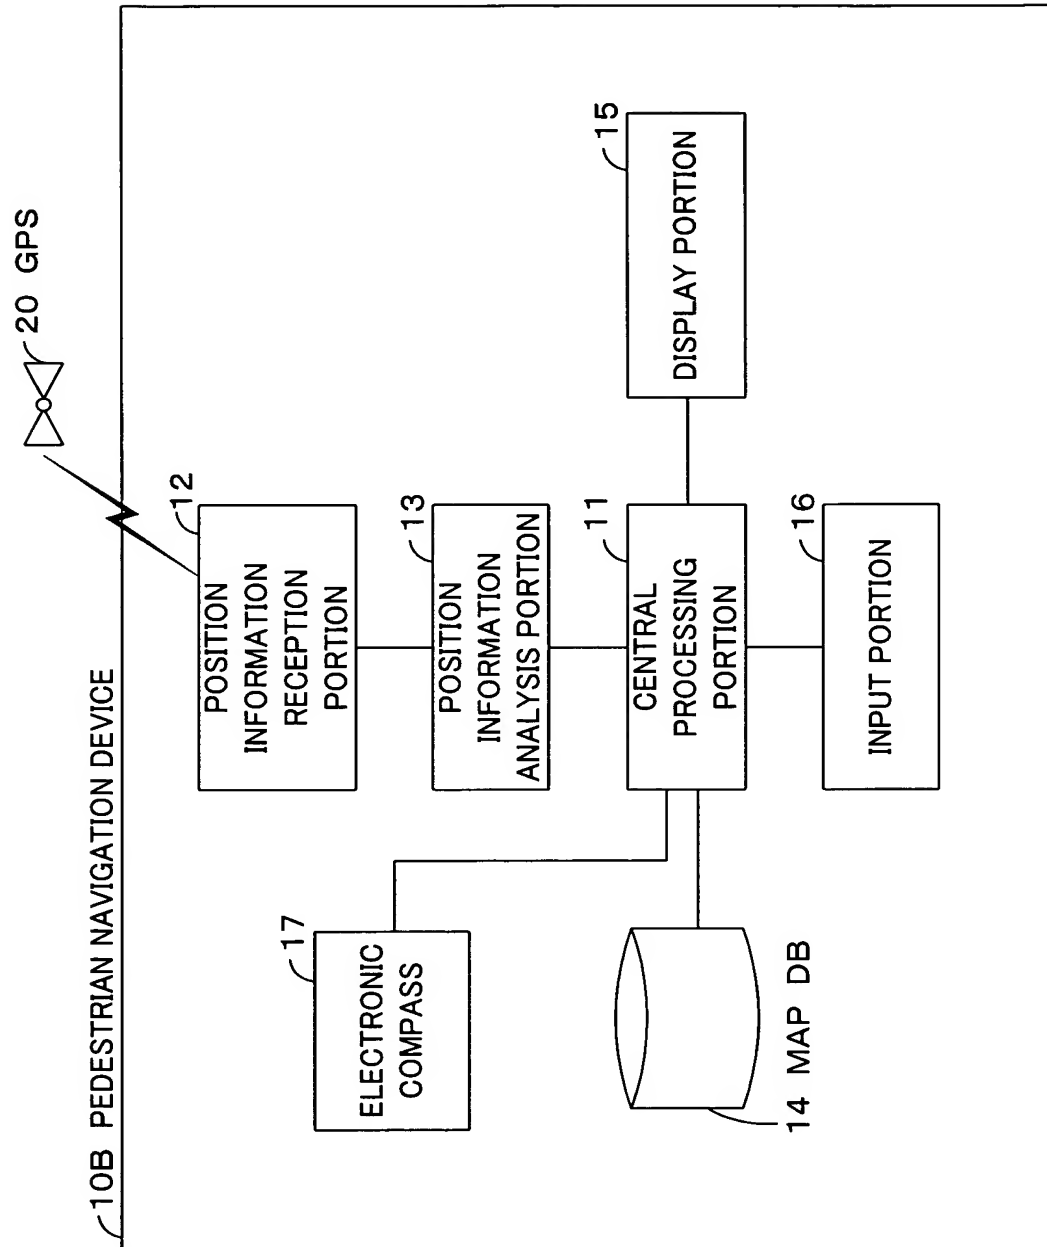 20 GPS
10B PEDESTRIAN NAVIGATION DEVICE
12
POSITION
INFORMATION
RECEPTION
PORTION
17
ELECTRONIC
COMPASS
13
POSITION
INFORMATION
ANALYSIS PORTION
14 MAP DB
11
CENTRAL
PROCESSING
PORTION
15
DISPLAY PORTION
16
INPUT PORTION